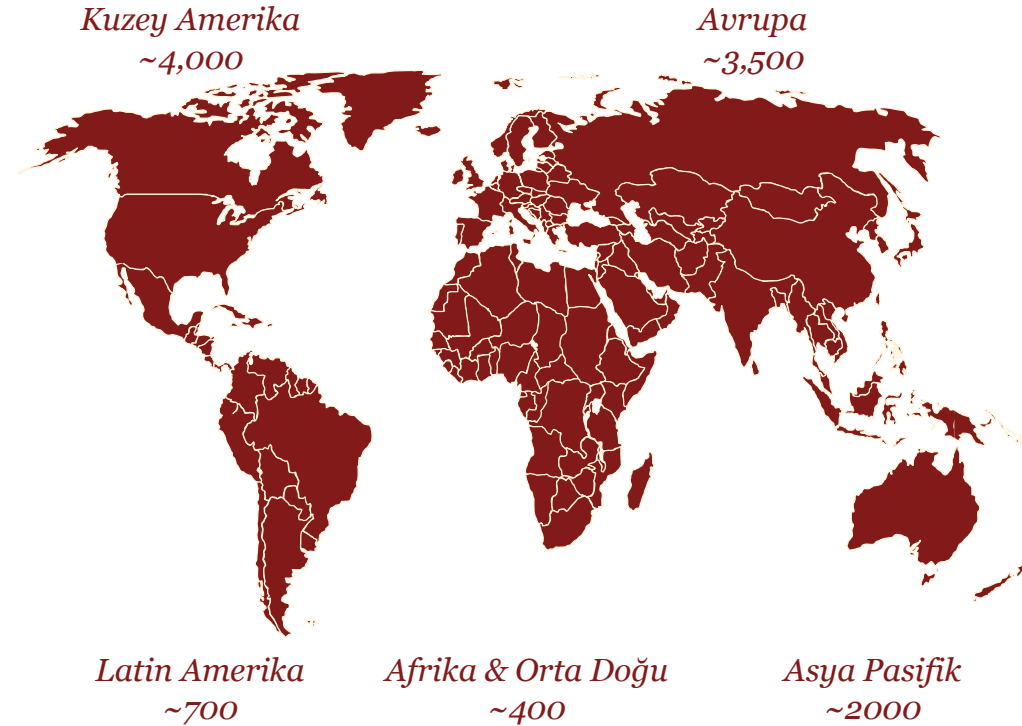 Kuzey Amerika
~4,000
Avrupa
~3,500
Latin Amerika
~700
Afrika & Orta Doğu
~400
Asya Pasifik
~2000